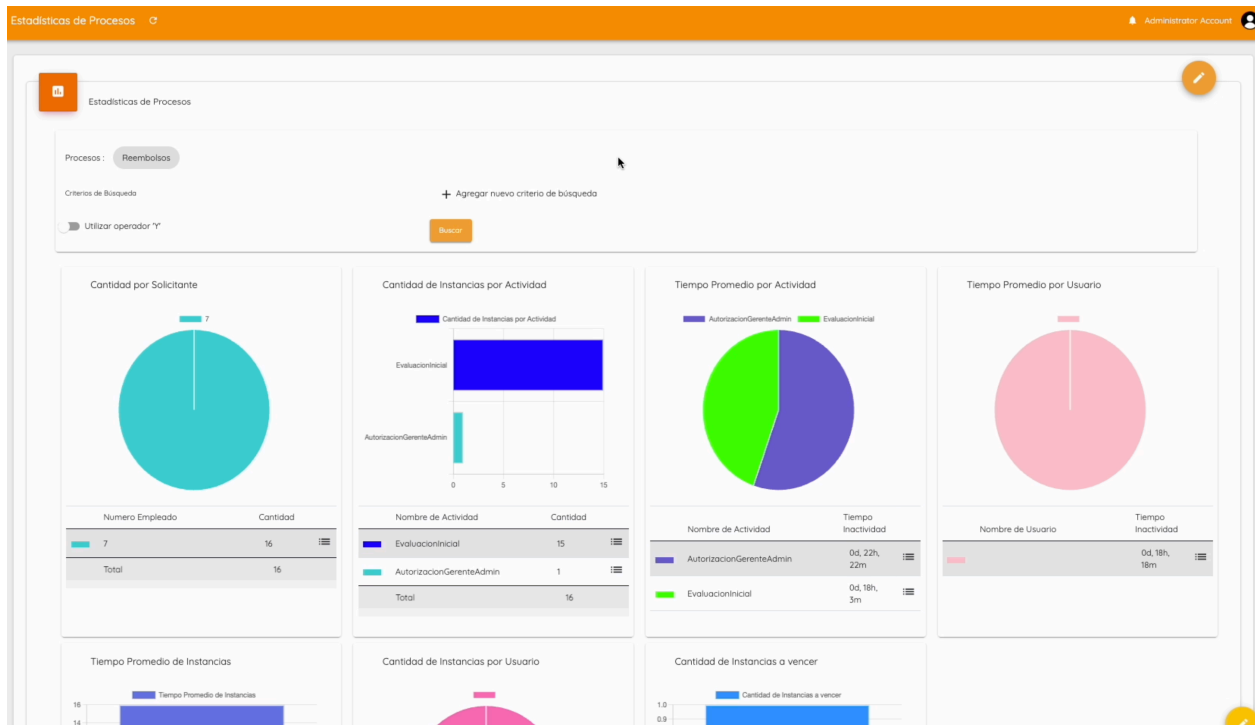 Estadísticas de Procesos
Administrator Account
Estadísticas de Procesos
Procesos : Reembolsos
Criterios de Búsqueda
+ Agregar nuevo criterio de búsqueda
Utilizar operador "Y"
Buscar
Cantidad por Solicitante
7
Numero Empleado Cantidad
7 16
Total 16
Cantidad de Instancias por Actividad
Cantidad de Instancias por Actividad
EvaluacionInicial
AutorizacionGerenteAdmin
0 5 10 15
Nombre de Actividad Cantidad
EvaluacionInicial 15
AutorizacionGerenteAdmin 1
Total 16
Tiempo Promedio por Actividad
AutorizacionGerenteAdmin EvaluacionInicial
Nombre de Actividad Tiempo Inactividad
AutorizacionGerenteAdmin 0d, 22h, 22m
EvaluacionInicial 0d, 18h, 3m
Tiempo Promedio por Usuario
Nombre de Usuario Tiempo Inactividad
0d, 18h, 18m
Tiempo Promedio de Instancias
Tiempo Promedio de Instancias
16
14
Cantidad de Instancias por Usuario
Cantidad de Instancias a vencer
Cantidad de Instancias a vencer
1.0
0.9